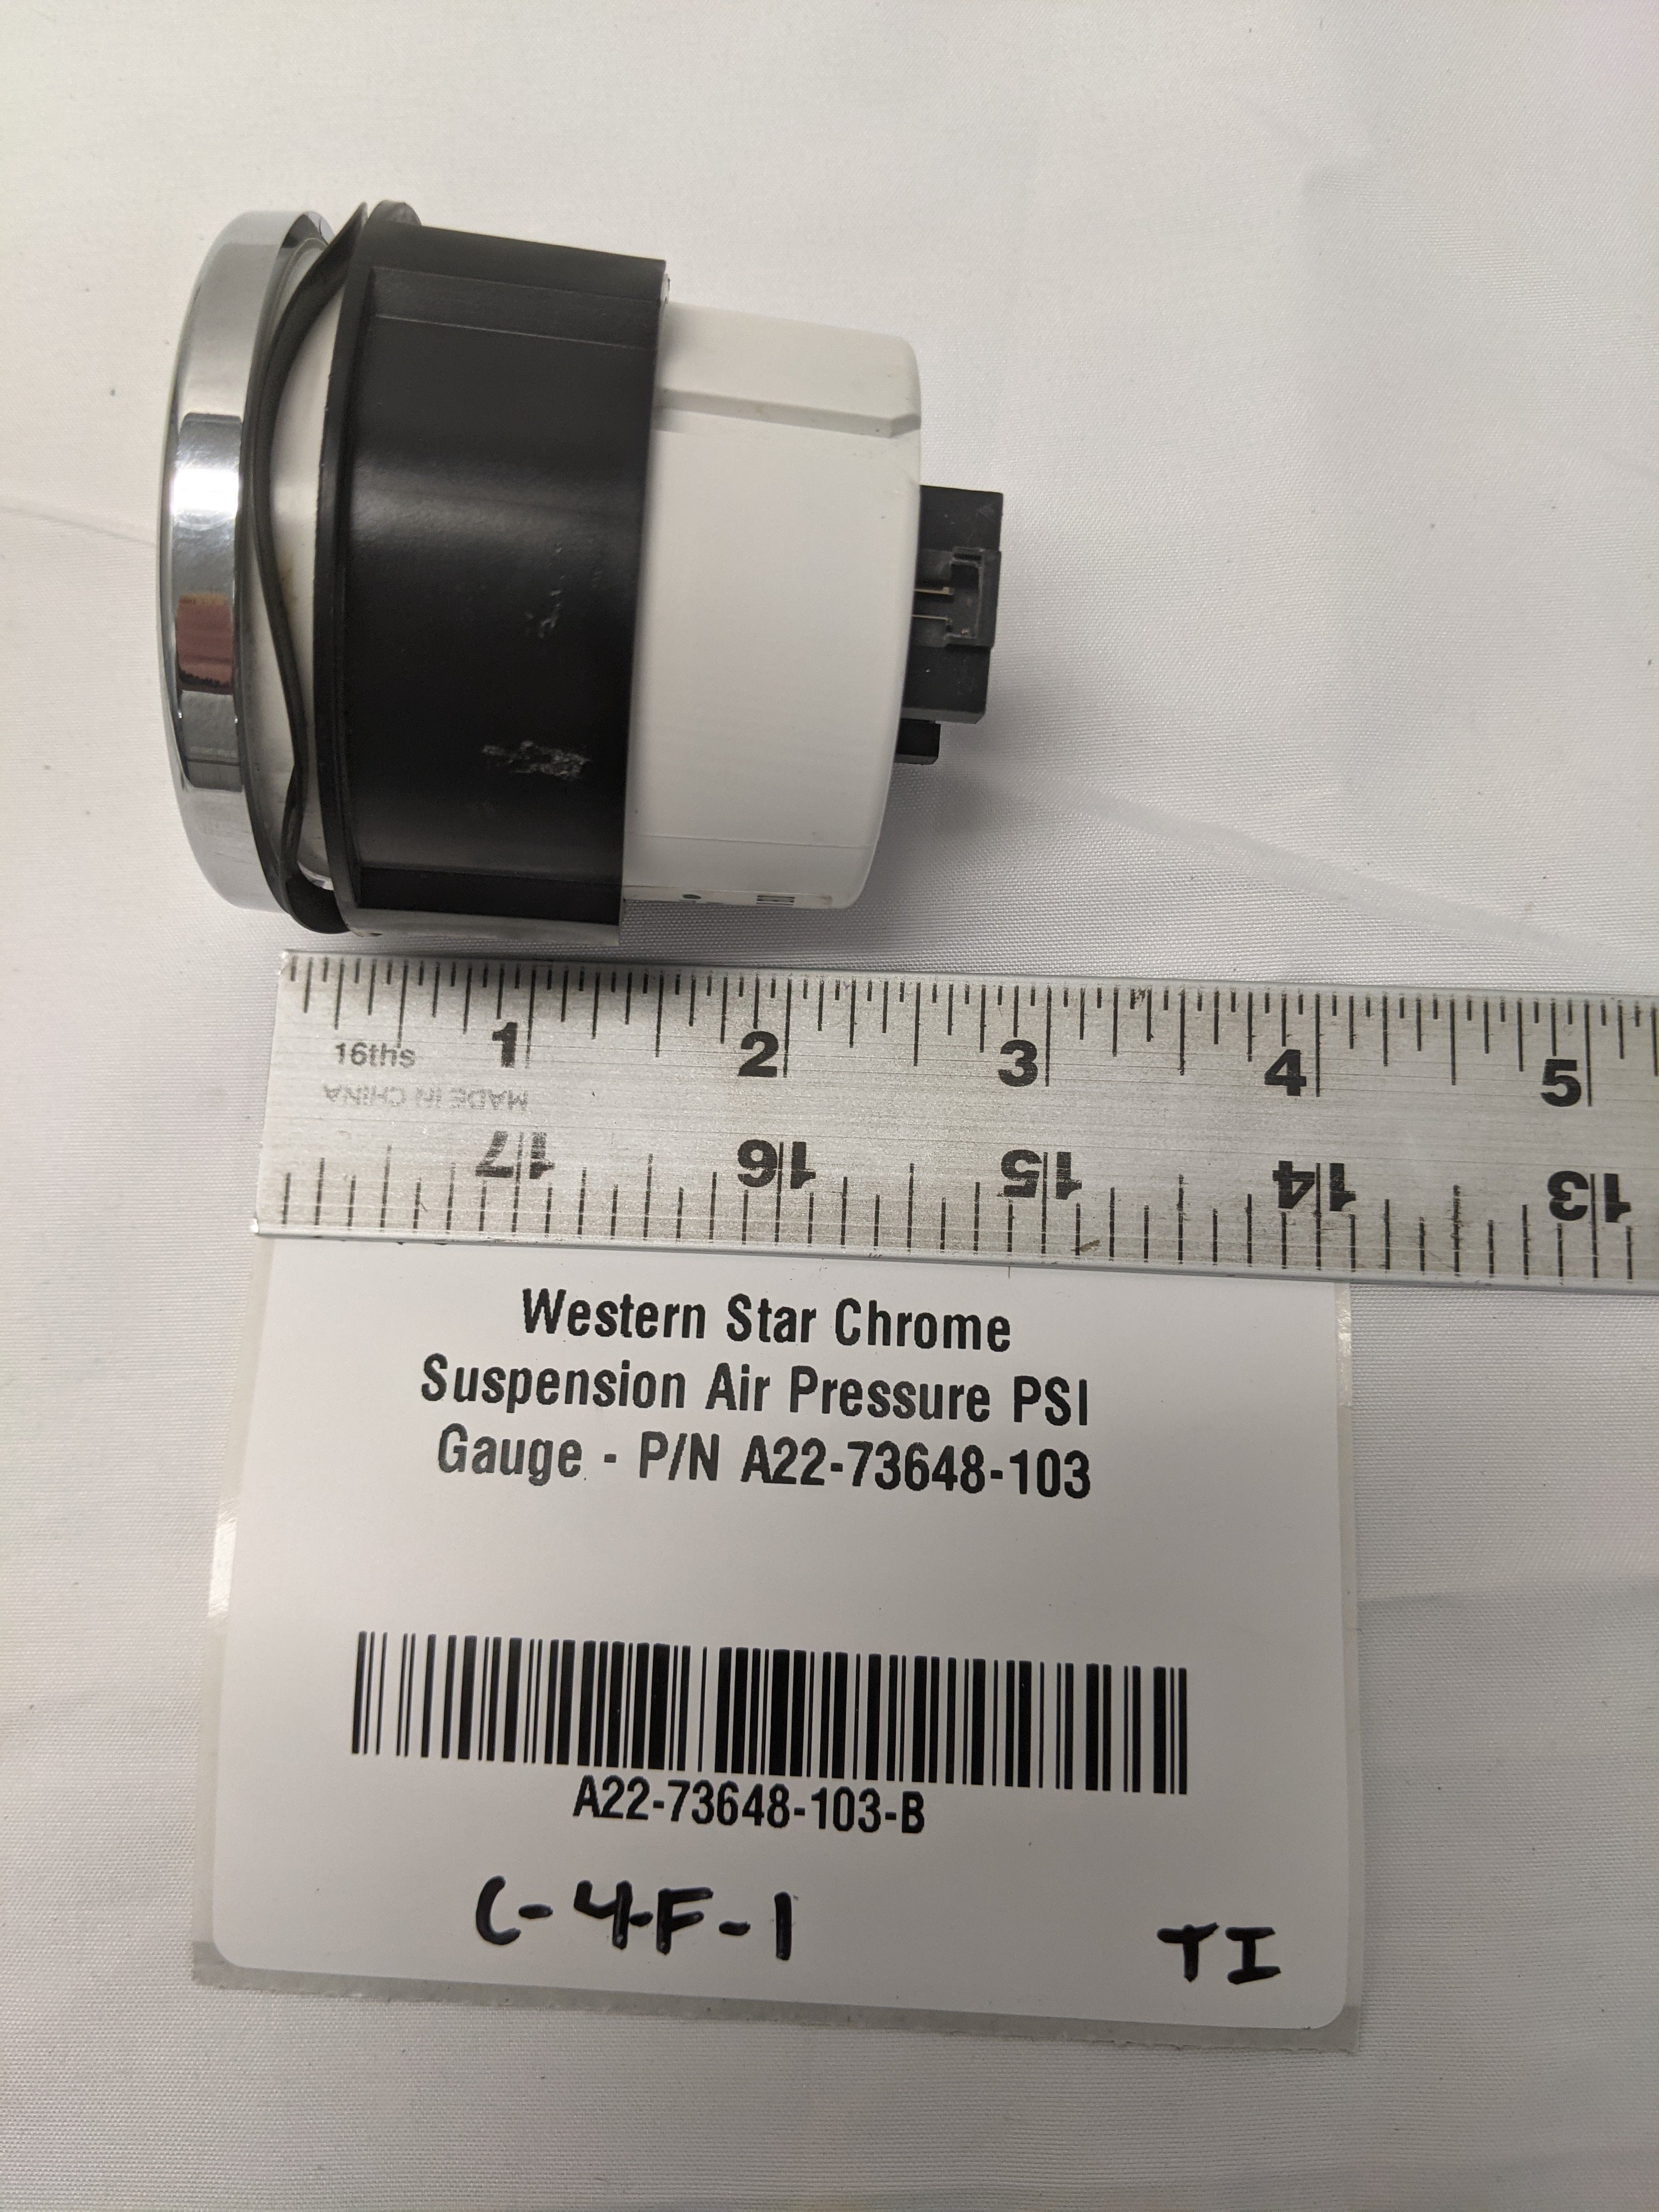 1 2 3 4 5
16ths
MADE IN CHINA
17 16 15 14 13
Western Star Chrome
Suspension Air Pressure PSI
Gauge - P/N A22-73648-103
A22-73648-103-B
C-4-F-1
TI